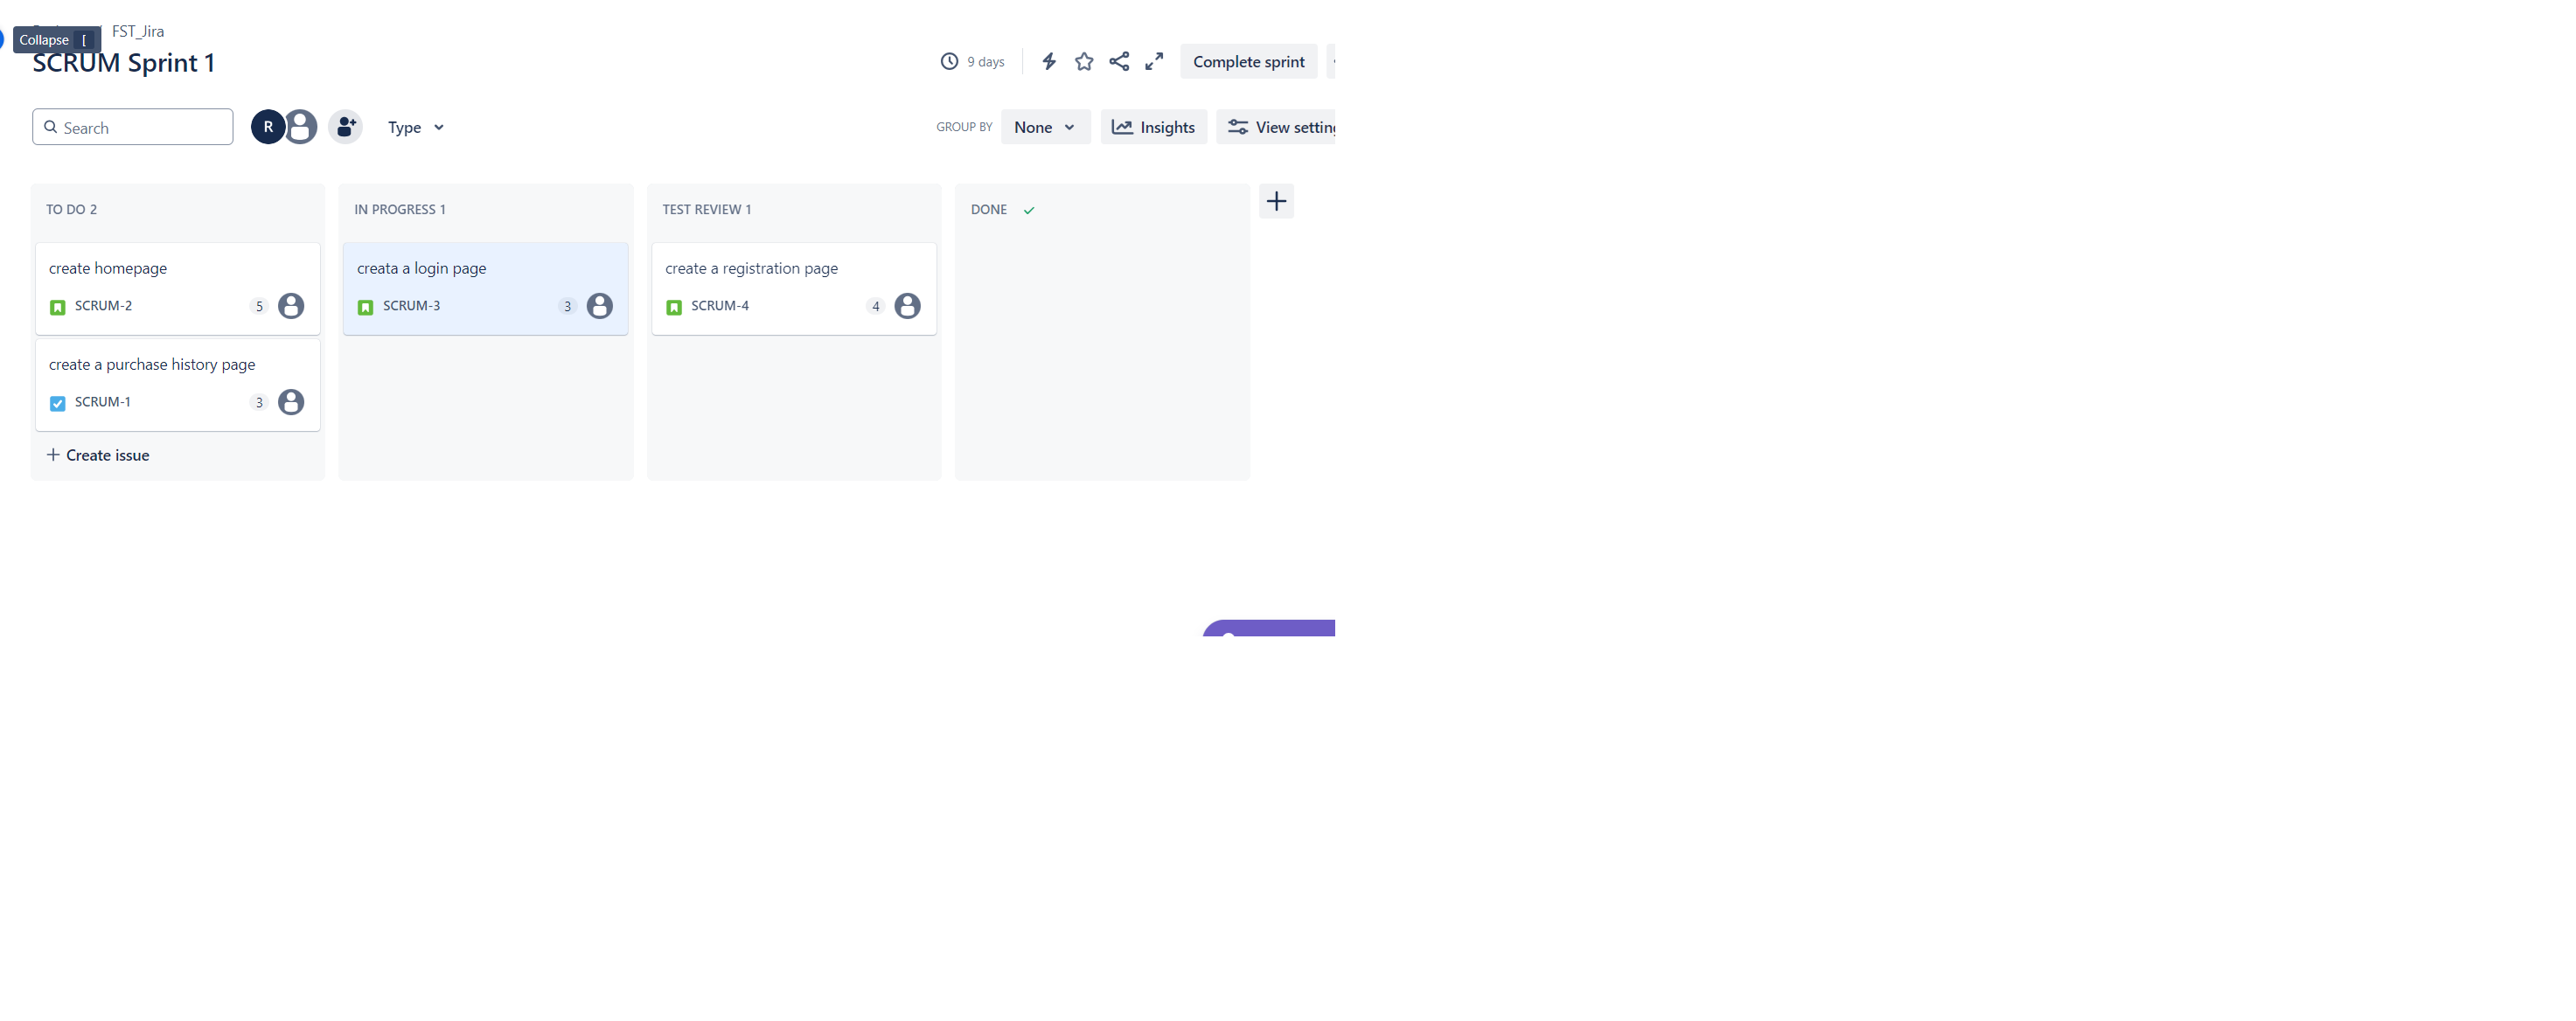 FST_Jira
Collapse [
SCRUM Sprint 1
9 days
Complete sprint
Search
R
Type
GROUP BY
None
Insights
View
TO DO 2
IN PROGRESS 1
TEST REVIEW 1
DONE
create homepage
SCRUM-2
5
create a purchase history page
SCRUM-1
3
+ Create issue
creata a login page
SCRUM-3
3
create a registration page
SCRUM-4
4